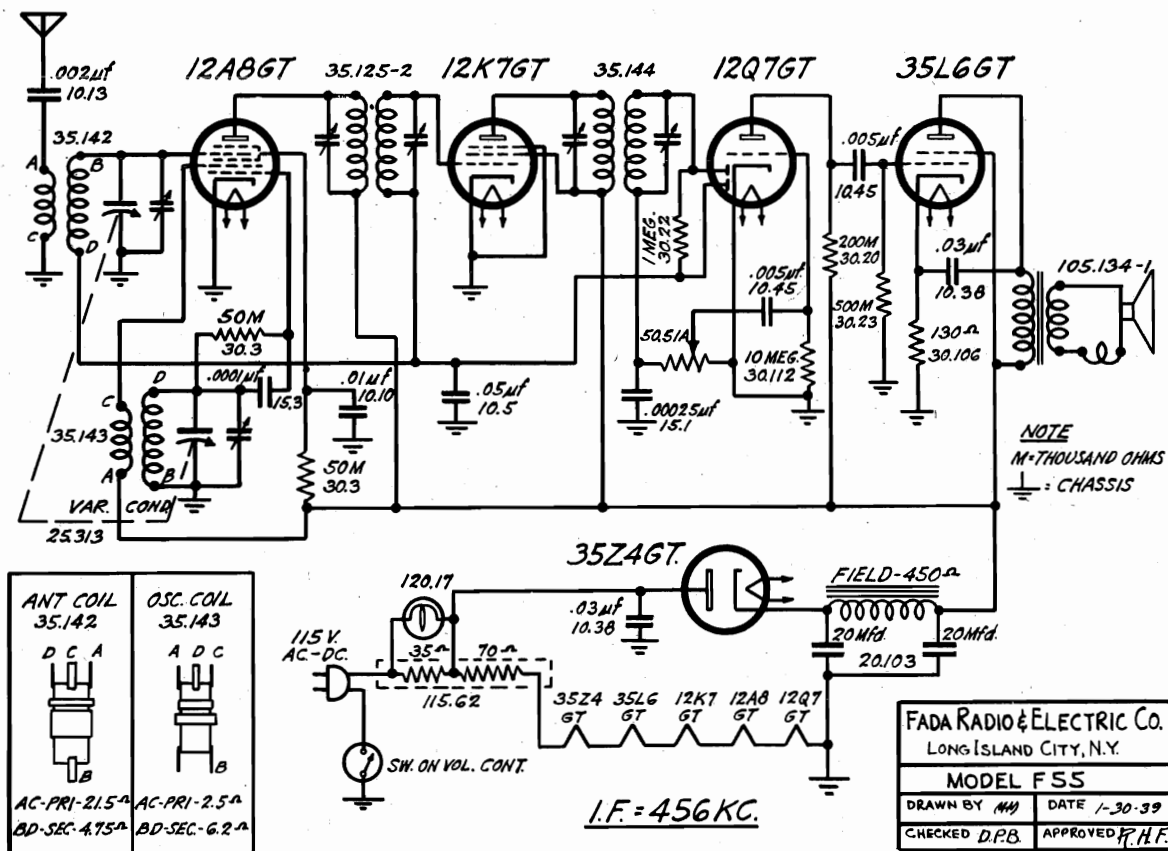 .002µf
10.13
12A8GT
35.125-2
12K7GT
35.144
12Q7GT
35L6GT
35.142
A
B
C
D
.005µf
10.45
1 MEG.
30.22
200M
30.20
.03µf
10.38
105.134-1
.005µf
10.45
500M
30.23
50M
30.3
50.51A
130Ω
30.106
10 MEG.
30.112
D
.0001µf
15.3
.01µf
10.10
.05µf
10.5
.00025µf
15.1
C
35.143
A
B
50M
30.3
NOTE
M=THOUSAND OHMS
= CHASSIS
VAR. COND
25.313
35Z4GT.
FIELD-450Ω
120.17
.03µf
10.38
20Mfd.
20Mfd.
20.103
115 V.
AC.-DC.
35Ω
70Ω
115.62
35Z4
GT
35L6
GT
12K7
GT
12A8
GT
12Q7
GT
SW. ON VOL. CONT.
I.F. = 456 KC.
ANT COIL
35.142
D C A
B
AC-PRI-21.5Ω
BD-SEC-4.75Ω
OSC. COIL
35.143
A D C
B
AC-PRI-2.5Ω
BD-SEC-6.2Ω
FADA RADIO & ELECTRIC CO.
LONG ISLAND CITY, N.Y.
MODEL F55
DRAWN BY
DATE 1-30-39
CHECKED D.P.B.
APPROVED R.H.F.